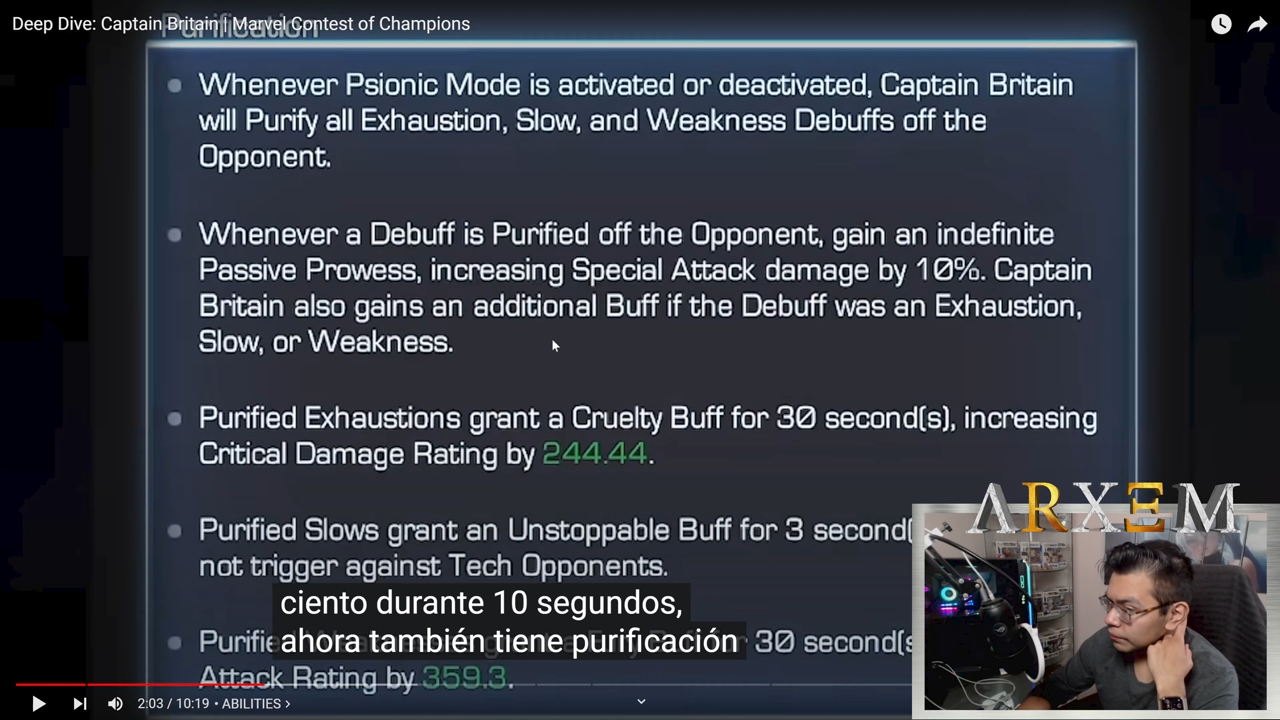 Deep Dive: Captain Britain | Marvel Contest of Champions
Purification
Whenever Psionic Mode is activated or deactivated, Captain Britain
will Purify all Exhaustion, Slow, and Weakness Debuffs off the
Opponent.
Whenever a Debuff is Purified off the Opponent, gain an indefinite
Passive Prowess, increasing Special Attack damage by 10%. Captain
Britain also gains an additional Buff if the Debuff was an Exhaustion,
Slow, or Weakness.
Purified Exhaustions grant a Cruelty Buff for 30 second(s), increasing
Critical Damage Rating by 244.44.
Purified Slows grant an Unstoppable Buff for 3 second(
not trigger against Tech Opponents.
ciento durante 10 segundos,
ahora también tiene purificación
Purifie
30 second(s
Attack Rating by 359.3.
ARXEM
2:03 / 10:19 • ABILITIES